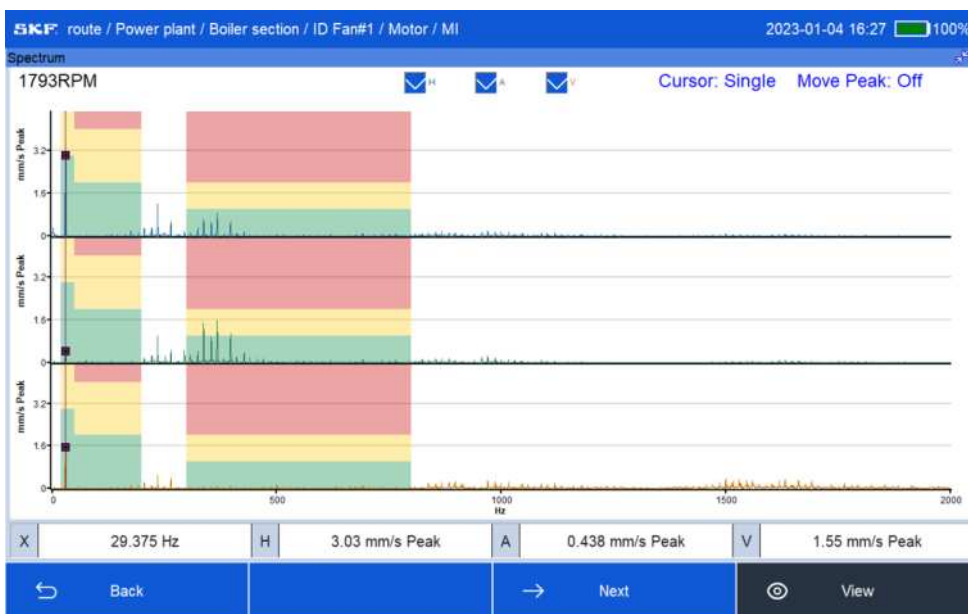 SKF route / Power plant / Boiler section / ID Fan#1 / Motor / MI 2023-01-04 16:27 100%
Spectrum
1793RPM H A V Cursor: Single Move Peak: Off
mm/s Peak
3.2
1.6
0
mm/s Peak
3.2
1.6
0
mm/s Peak
3.2
1.6
0
0 500 1000 1500 2000
Hz
X 29.375 Hz H 3.03 mm/s Peak A 0.438 mm/s Peak V 1.55 mm/s Peak
Back Next View